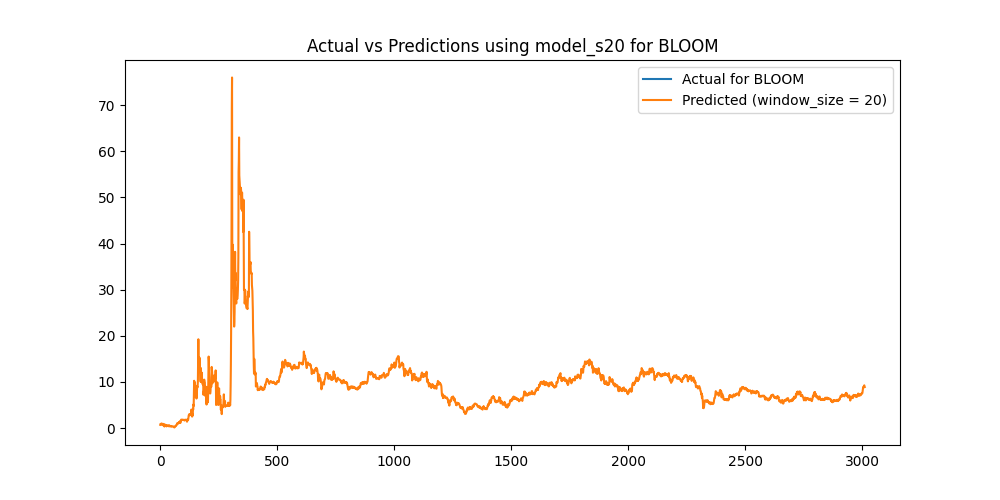 Actual vs Predictions using model_s20 for BLOOM
Actual for BLOOM
Predicted (window_size = 20)
70
60
50
40
30
20
10
0
0 500 1000 1500 2000 2500 3000